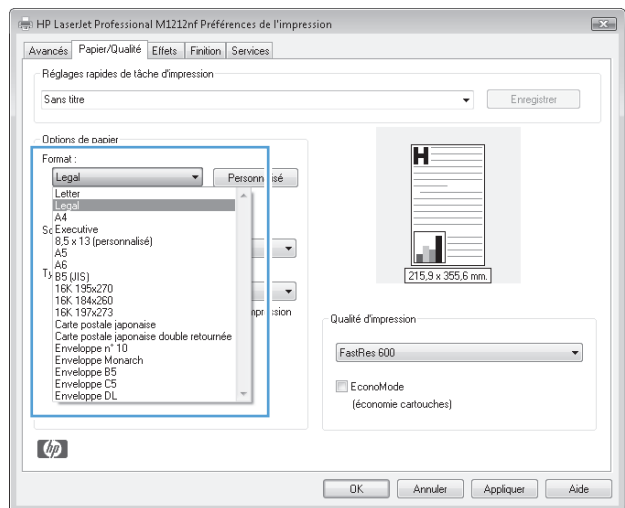 HP LaserJet Professional M1212nf Préférences de l'impression
Avancés Papier/Qualité Effets Finition Services
Réglages rapides de tâche d'impression
Sans titre Enregistrer
Options de papier
Format :
Legal Personn isé
Letter
Legal
A4
Executive
8,5 x 13 (personnalisé)
A5
A6
B5 (JIS)
16K 195x270
16K 184x260
16K 197x273
Carte postale japonaise
Carte postale japonaise double retournée
Enveloppe n° 10
Enveloppe Monarch
Enveloppe B5
Enveloppe C5
Enveloppe DL
H
215,9 x 355,6 mm.
Qualité d'impression
FastRes 600
EconoMode
(économie cartouches)
hp
OK Annuler Appliquer Aide